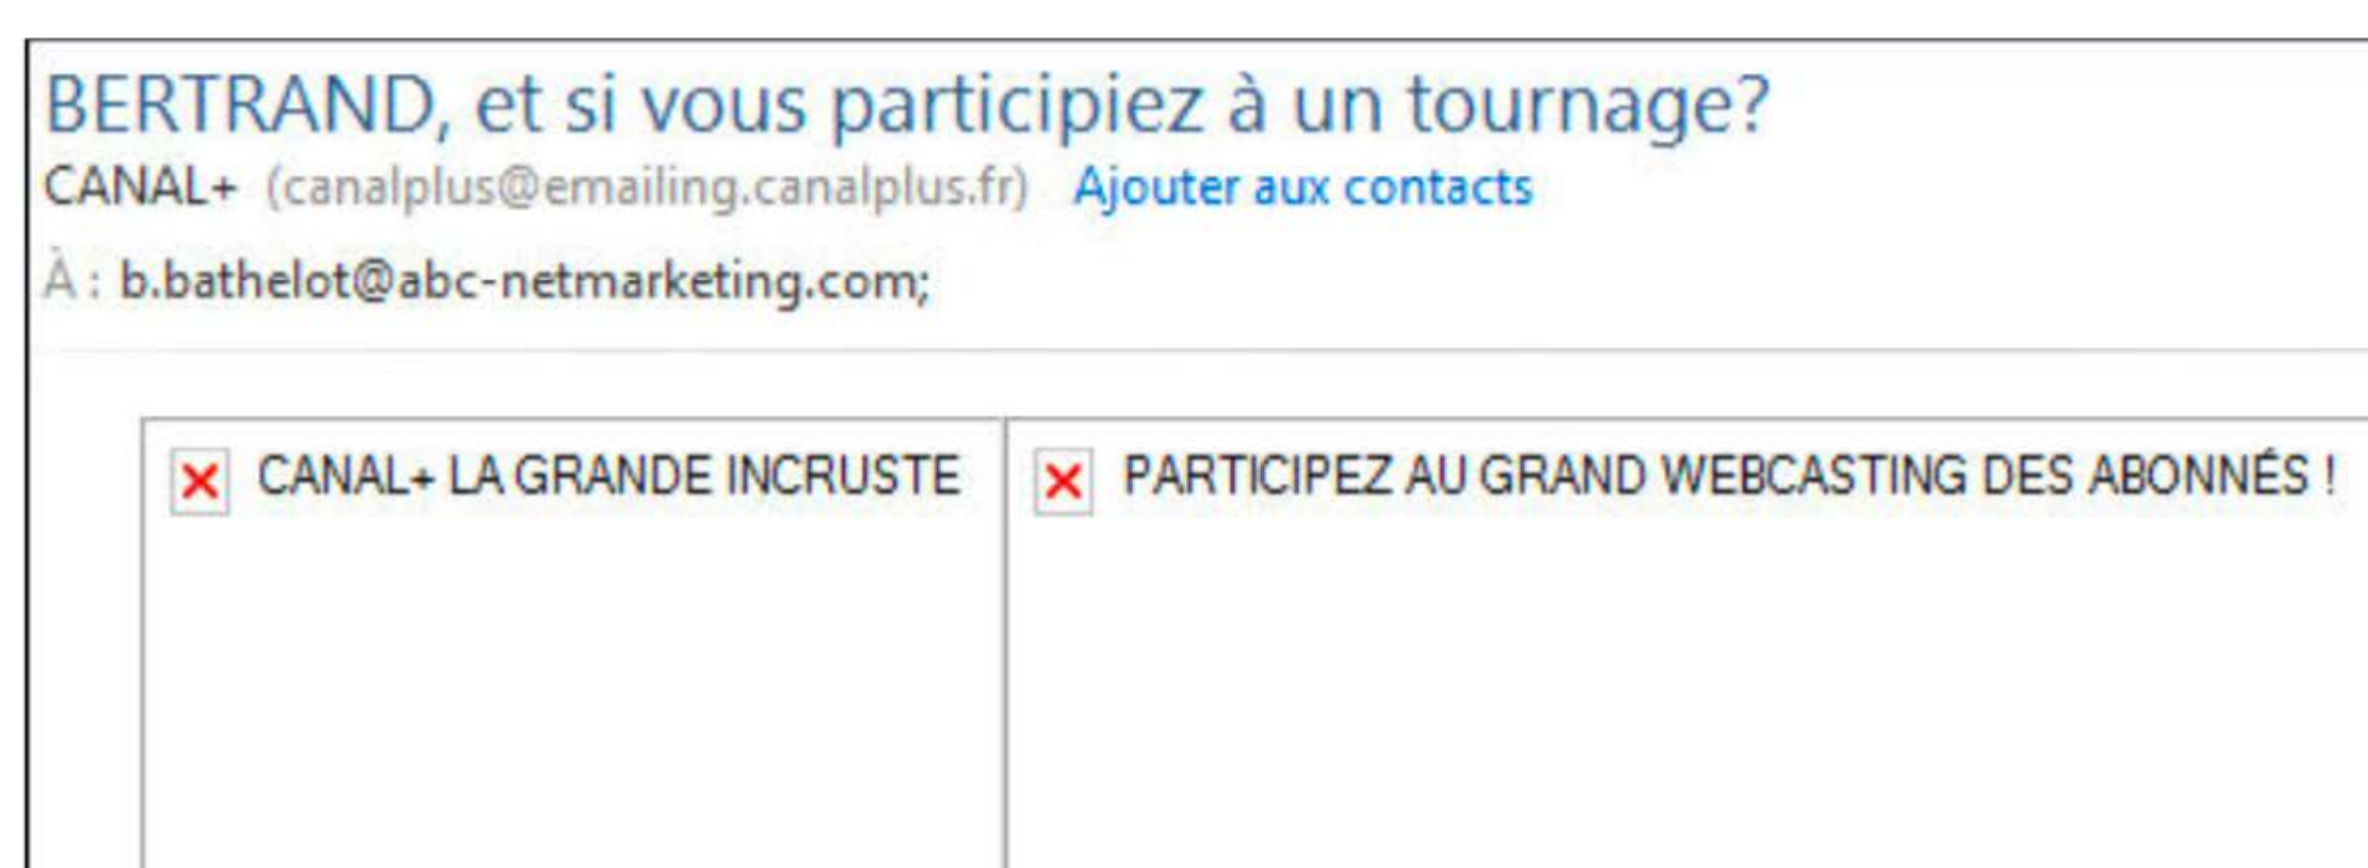 BERTRAND, et si vous participiez à un tournage?
CANAL+ (canalplus@emailing.canalplus.fr) Ajouter aux contacts
À : b.bathelot@abc-netmarketing.com;
CANAL+ LA GRANDE INCRUSTE PARTICIPEZ AU GRAND WEBCASTING DES ABONNÉS !